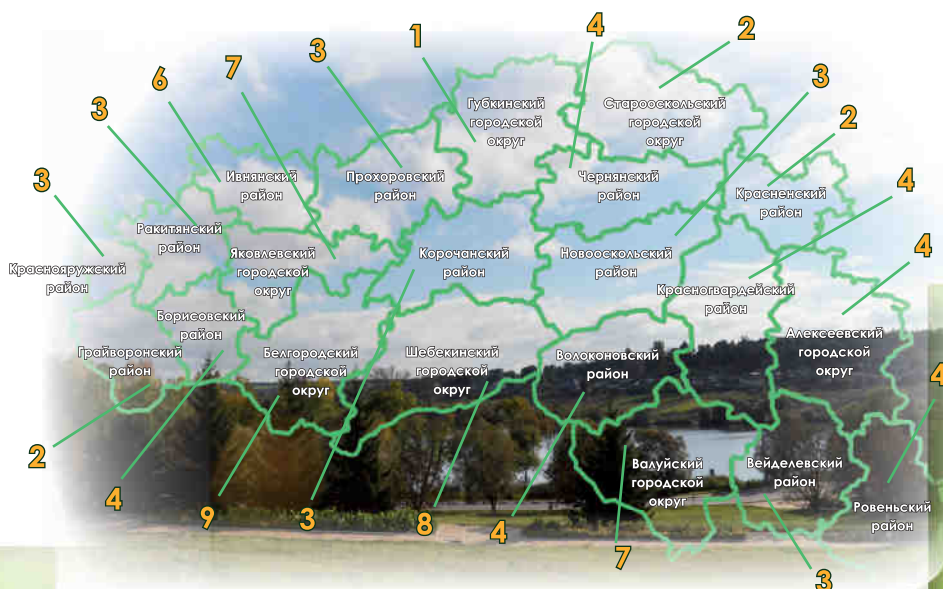 1
4
2
3
7
6
3
3
2
3
4
4
Губкинский
городской
округ
Старооскольский
городской
округ
Ивнянский
район
Прохоровский
район
Чернянский
район
Красненский
район
Ракитянский
район
Яковлевский
городской
округ
Корочанский
район
Новооскольский
район
Краснояружский
район
Красногвардейский
район
Борисовский
район
Алексеевский
городской
округ
Грайворонский
район
Белгородский
городской
округ
Шебекинский
городской
округ
Волоконовский
район
Валуйский
городской
округ
Вейделевский
район
Ровеньский
район
4
2
4
9
3
8
4
7
3